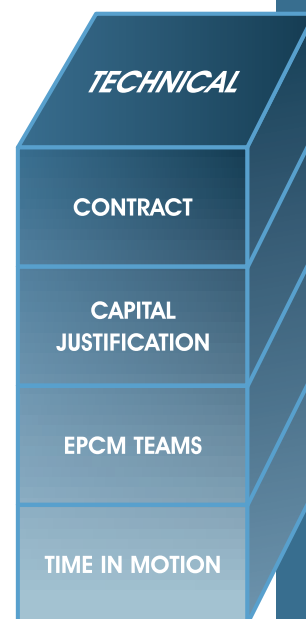 TECHNICAL
CONTRACT
CAPITAL
JUSTIFICATION
EPCM TEAMS
TIME IN MOTION